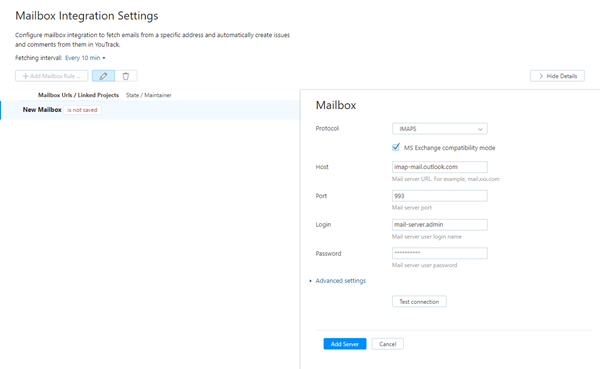 Mailbox Integration Settings
Configure mailbox integration to fetch emails from a specific address and automatically create issues
and comments from them in YouTrack.
Fetching interval: Every 10 min
+ Add Mailbox Rule ...
Hide Details
Mailbox Urls / Linked Projects State / Maintainer
New Mailbox is not saved
Mailbox
Protocol IMAPS
MS Exchange compatibility mode
Host imap-mail.outlook.com
Mail server URL. For example, mail.xxx.com
Port 993
Mail server port
Login mail-server.admin
Mail server user login name
Password **********
Mail server user password
Advanced settings
Test connection
Add Server Cancel